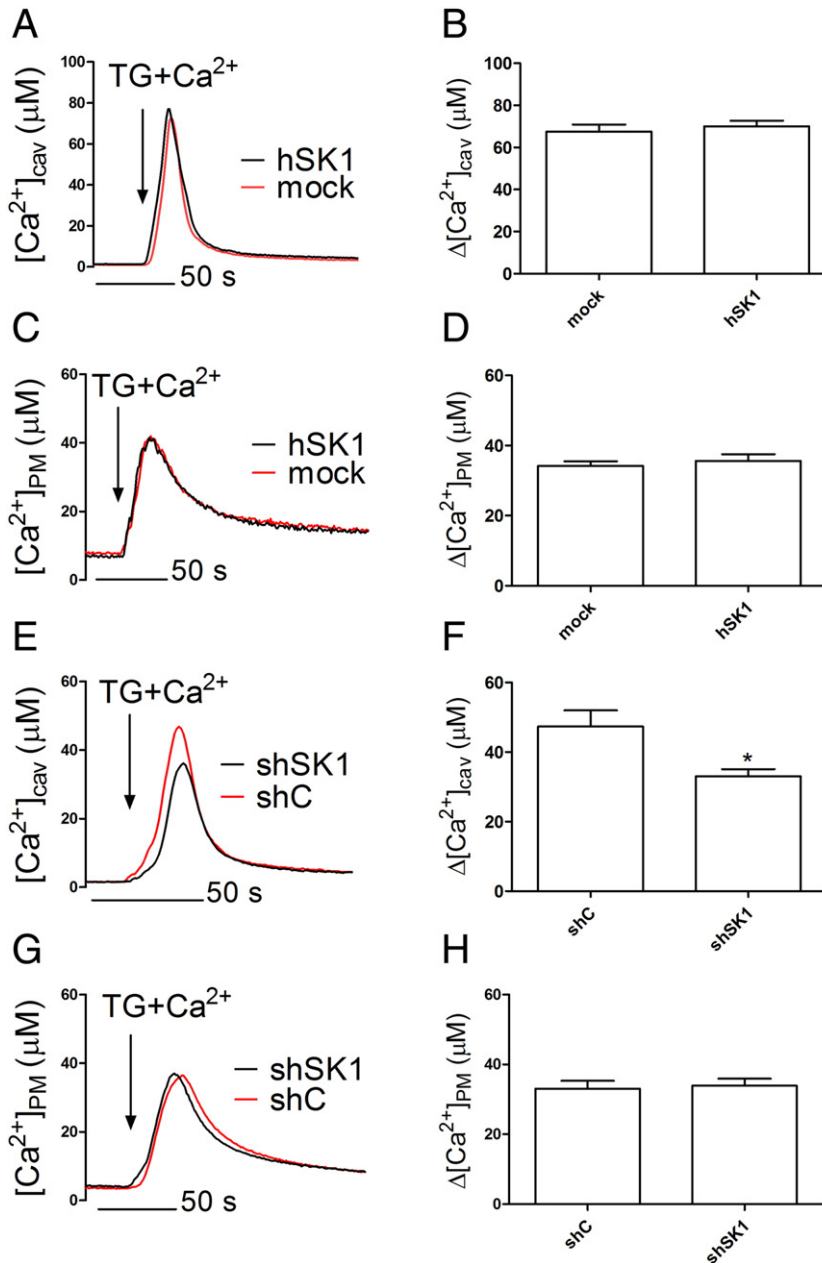 A
[Ca²⁺]cav (μM)
100
80
60
40
20
0
TG+Ca²⁺
hSK1
mock
50 s
B
Δ[Ca²⁺]cav (μM)
100
80
60
40
20
0
mock
hSK1
C
[Ca²⁺]PM (μM)
60
40
20
0
TG+Ca²⁺
hSK1
mock
50 s
D
Δ[Ca²⁺]PM (μM)
60
40
20
0
mock
hSK1
E
[Ca²⁺]cav (μM)
60
40
20
0
TG+Ca²⁺
shSK1
shC
50 s
F
Δ[Ca²⁺]cav (μM)
60
40
20
0
*
shC
shSK1
G
[Ca²⁺]PM (μM)
60
40
20
0
TG+Ca²⁺
shSK1
shC
50 s
H
Δ[Ca²⁺]PM (μM)
60
40
20
0
shC
shSK1